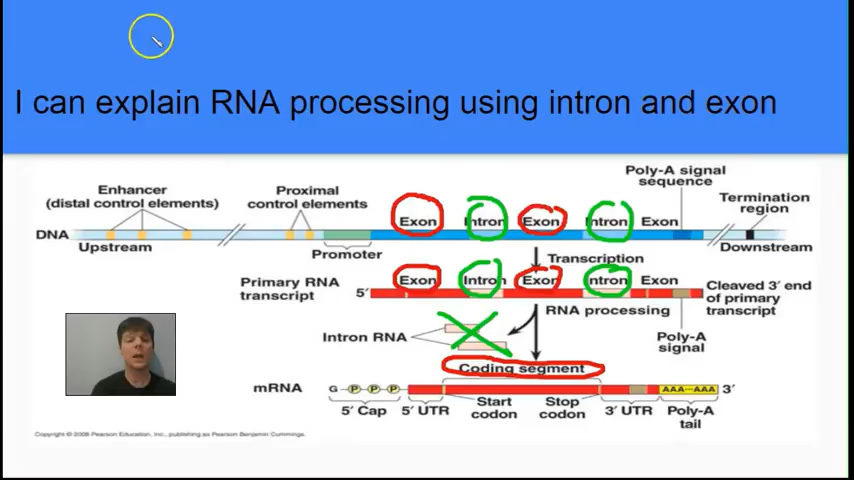 I can explain RNA processing using intron and exon
Enhancer
(distal control elements)
Proximal
control elements
Exon
Intron
Exon
Intron
Exon
Poly-A signal
sequence
Termination
region
DNA
Upstream
Promoter
Downstream
Transcription
Primary RNA
transcript
5'
Exon
Intron
Exon
Intron
Exon
Cleaved 3' end
of primary
transcript
RNA processing
Intron RNA
Poly-A
signal
Coding segment
mRNA
G P P P
AAA···AAA 3'
5' Cap
5' UTR
Start
codon
Stop
codon
3' UTR
Poly-A
tail
Copyright © 2008 Pearson Education, Inc., publishing as Pearson Benjamin Cummings.